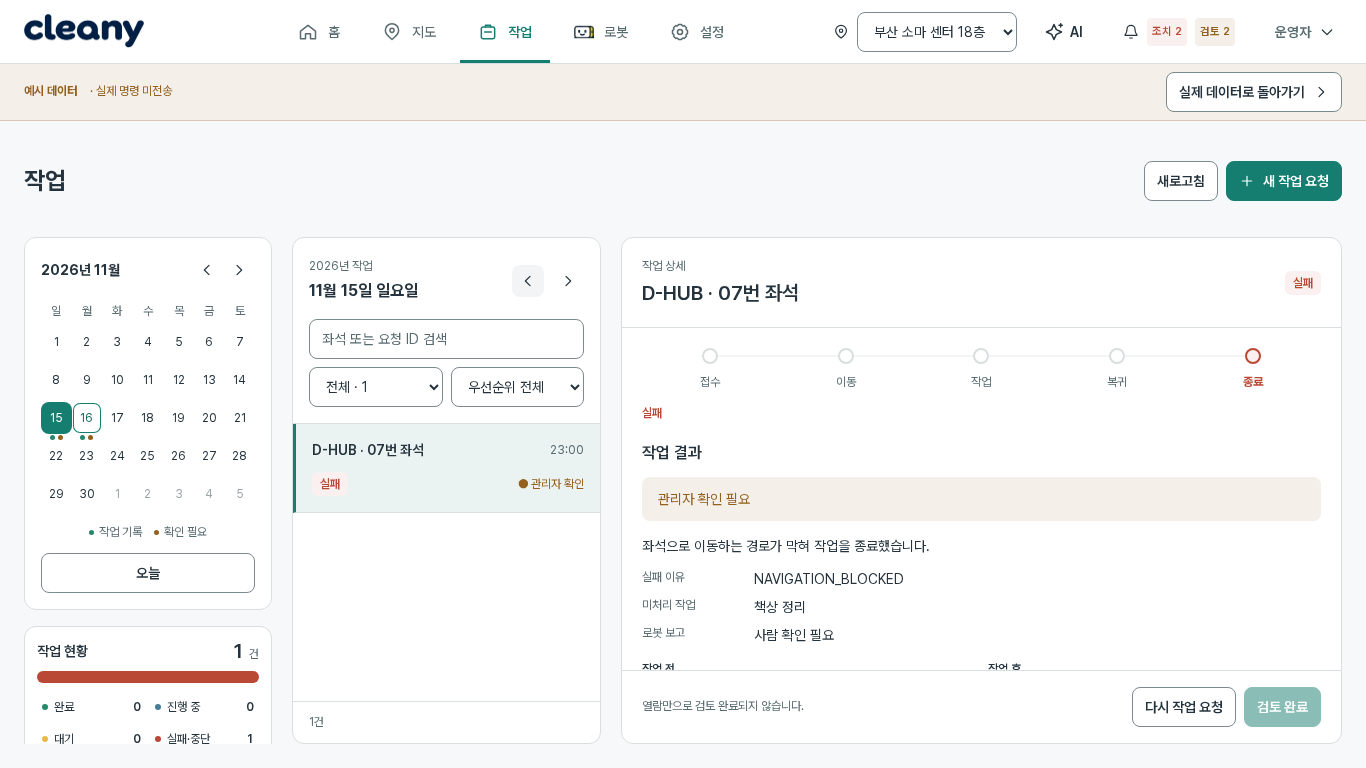 cleany
홈
지도
작업
로봇
설정
부산 소마 센터 18층
AI
조치 2
검토 2
운영자
예시 데이터 · 실제 명령 미전송
실제 데이터로 돌아가기
작업
새로고침
새 작업 요청
2026년 11월
일 월 화 수 목 금 토
1 2 3 4 5 6 7
8 9 10 11 12 13 14
15 16 17 18 19 20 21
22 23 24 25 26 27 28
29 30 1 2 3 4 5
작업 기록 확인 필요
오늘
작업 현황 1 건
완료 0 진행 중 0
대기 0 실패·중단 1
2026년 작업
11월 15일 일요일
좌석 또는 요청 ID 검색
전체 · 1
우선순위 전체
D-HUB · 07번 좌석 23:00
실패 관리자 확인
1건
작업 상세
D-HUB · 07번 좌석
실패
접수 이동 작업 복귀 종료
실패
작업 결과
관리자 확인 필요
좌석으로 이동하는 경로가 막혀 작업을 종료했습니다.
실패 이유 NAVIGATION_BLOCKED
미처리 작업 책상 정리
로봇 보고 사람 확인 필요
작업 전 작업 후
열람만으로 검토 완료되지 않습니다.
다시 작업 요청
검토 완료